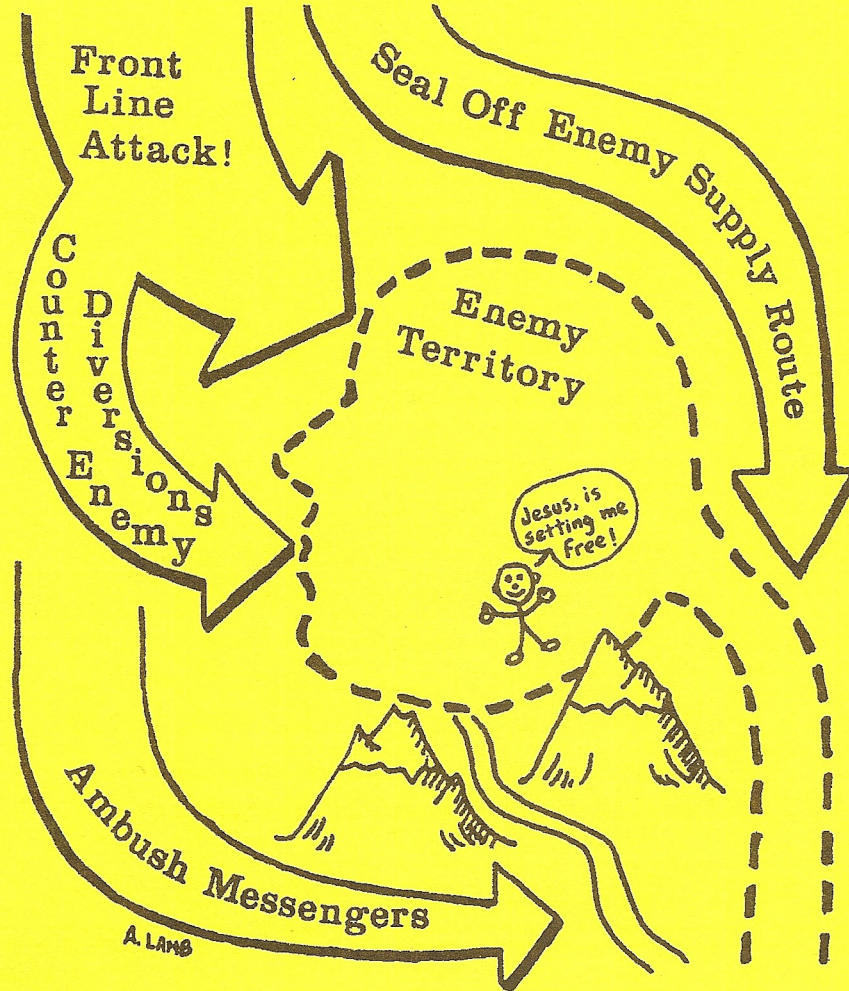 Front
Line
Attack!
Seal Off Enemy Supply Route
Counter Enemy
Diversions
Enemy
Territory
Jesus, is
setting me
free!
Ambush Messengers
A. LAMB